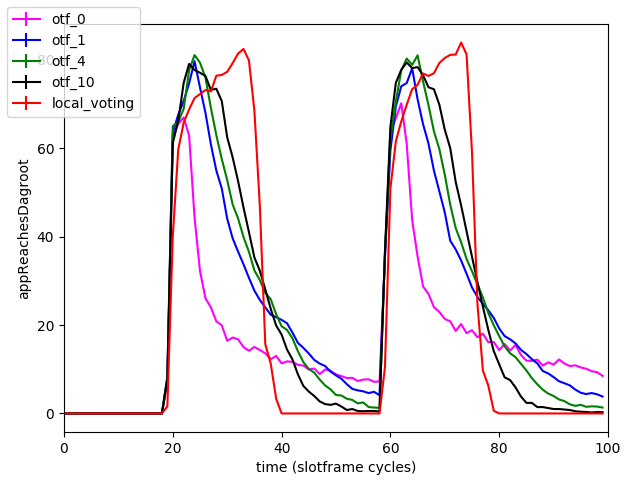 otf_0
otf_1
otf_4
otf_10
local_voting
80
60
40
20
0
appReachesDagroot
0 20 40 60 80 100
time (slotframe cycles)